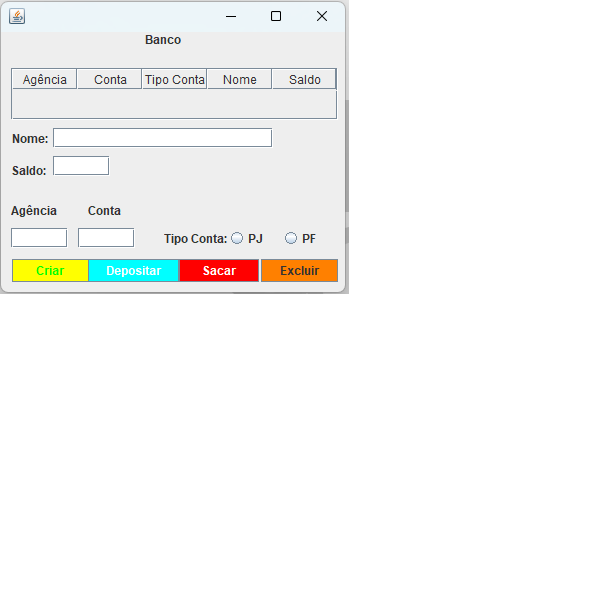 Banco
Agência Conta Tipo Conta Nome Saldo
Nome:
Saldo:
Agência Conta
Tipo Conta: PJ PF
Criar Depositar Sacar Excluir